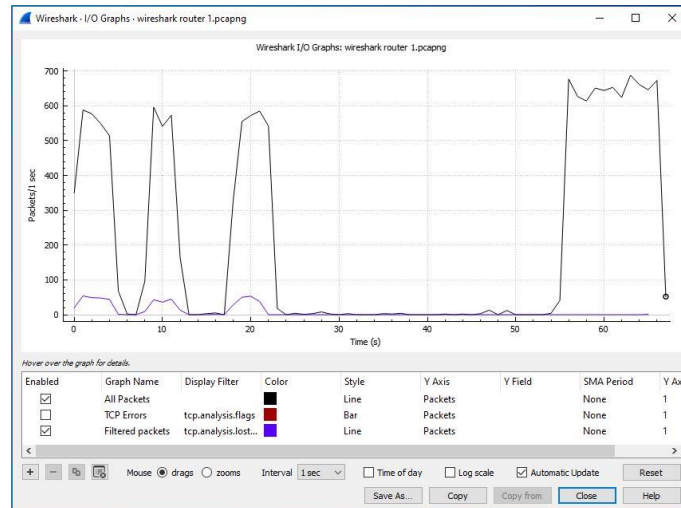 Wireshark · I/O Graphs · wireshark router 1.pcapng
Wireshark I/O Graphs: wireshark router 1.pcapng
Packets/1 sec
700
600
500
400
300
200
100
0
0 10 20 30 40 50 60
Time (s)
Hover over the graph for details.
Enabled Graph Name Display Filter Color Style Y Axis Y Field SMA Period Y Ax
All Packets Line Packets None 1
TCP Errors tcp.analysis.flags Bar Packets None 1
Filtered packets tcp.analysis.lost... Line Packets None 1
Mouse drags zooms Interval 1 sec Time of day Log scale Automatic Update Reset
Save As... Copy Copy from Close Help